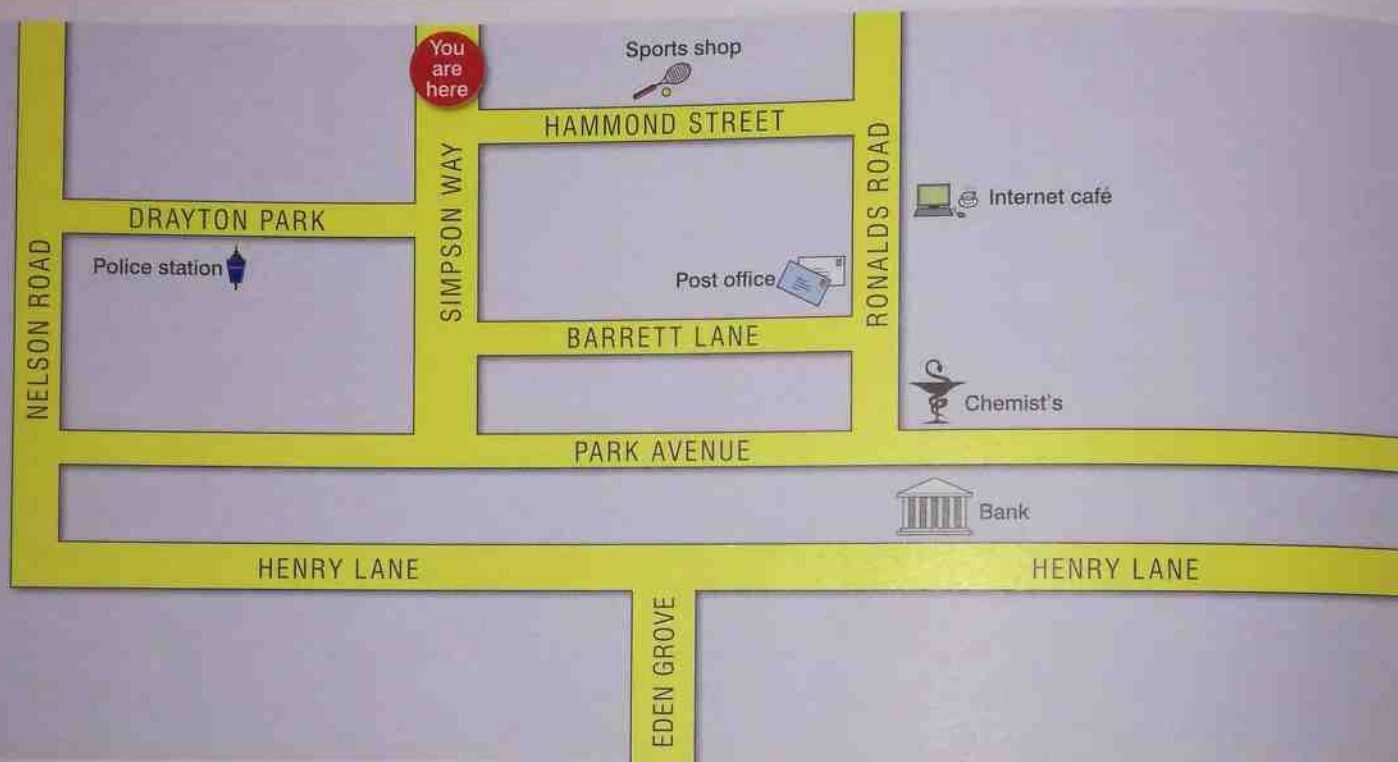 You
are
here
Sports shop
HAMMOND STREET
SIMPSON WAY
RONALDS ROAD
Internet café
DRAYTON PARK
NELSON ROAD
Police station
Post office
BARRETT LANE
Chemist's
PARK AVENUE
Bank
HENRY LANE
HENRY LANE
EDEN GROVE